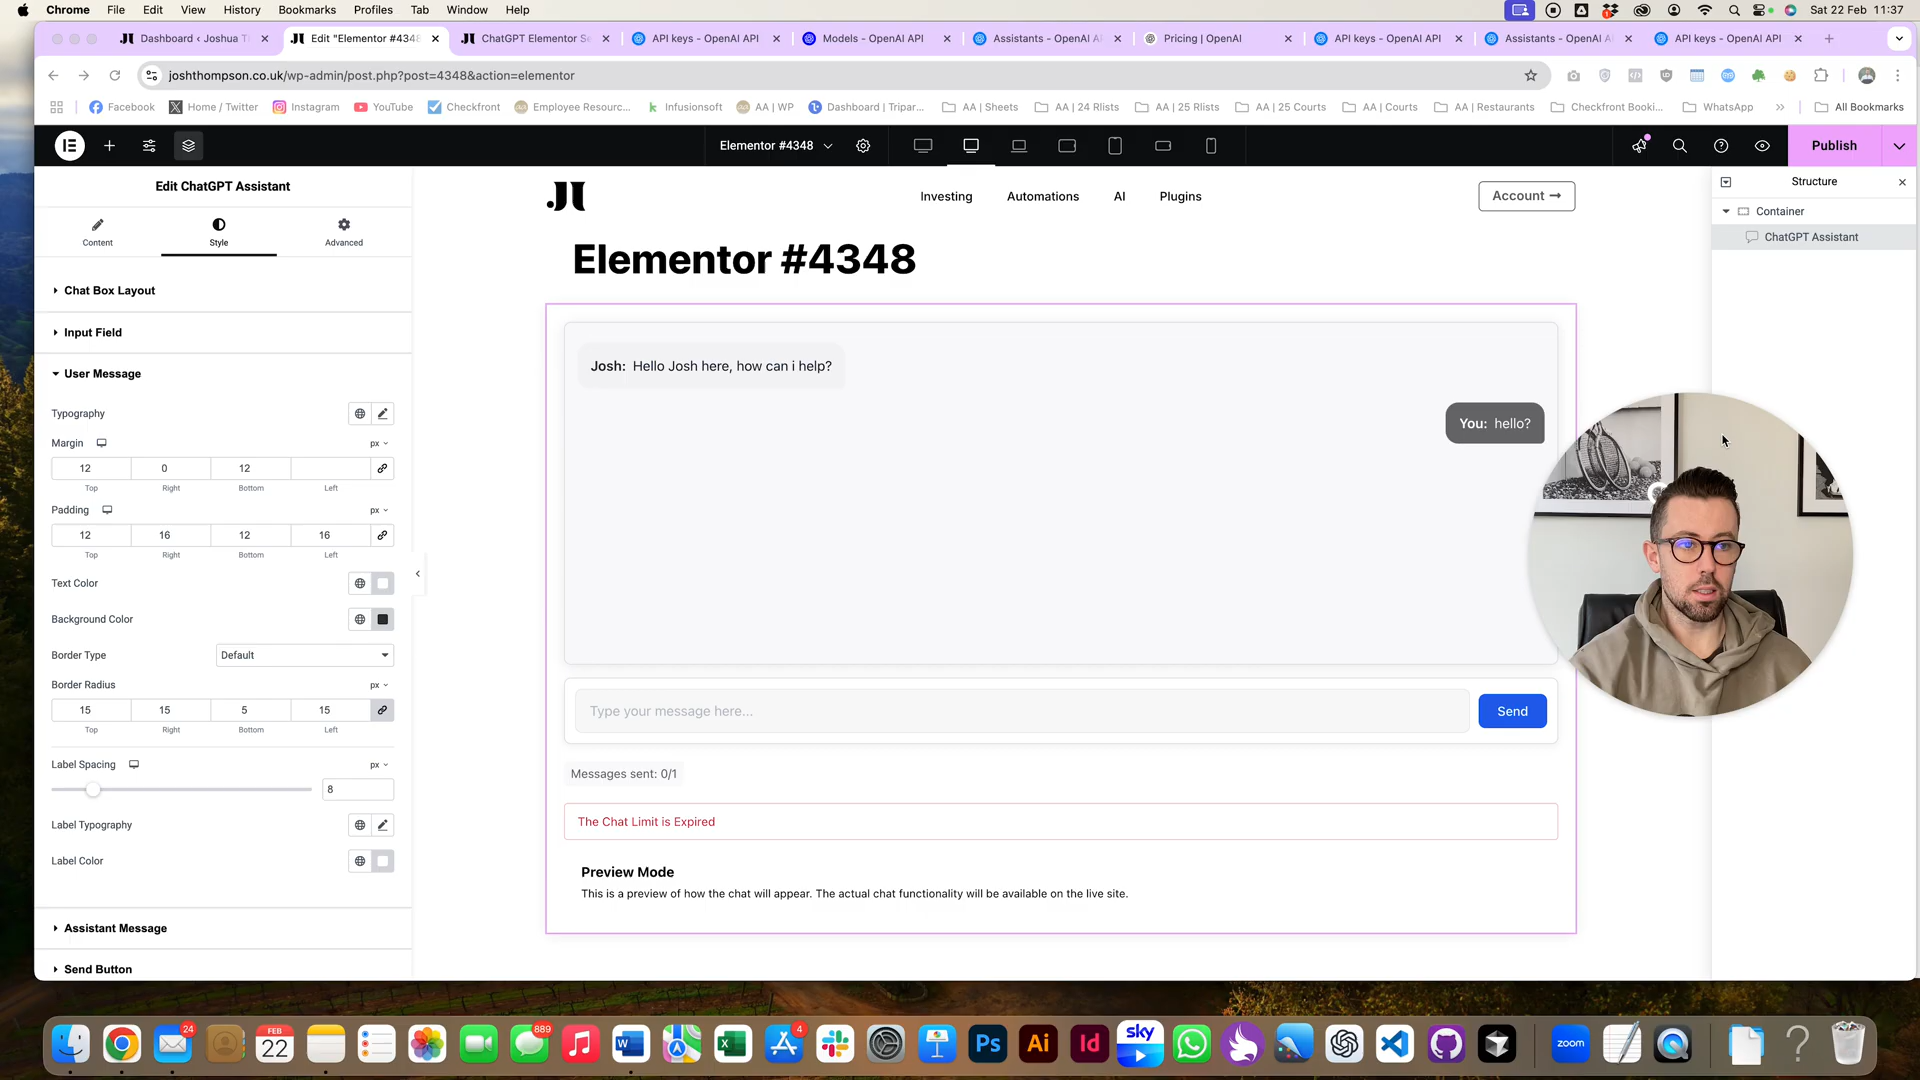 Chrome File Edit View History Bookmarks Profiles Tab Window Help Sat 22 Feb 11:37
Dashboard ‹ Joshua T Edit "Elementor #4348" ChatGPT Elementor Se API keys - OpenAI API Models - OpenAI API Assistants - OpenAI A Pricing | OpenAI API keys - OpenAI API Assistants - OpenAI A API keys - OpenAI API
joshthompson.co.uk/wp-admin/post.php?post=4348&action=elementor
Facebook Home / Twitter Instagram YouTube Checkfront Employee Resourc... Infusionsoft AA | WP Dashboard | Tripar... AA | Sheets AA | 24 Rlists AA | 25 Rlists AA | 25 Courts AA | Courts AA | Restaurants Checkfront Booki... WhatsApp » All Bookmarks
Elementor #4348 Publish
Edit ChatGPT Assistant
Content Style Advanced
Chat Box Layout
Input Field
User Message
Typography
Margin px
12 0 12
Top Right Bottom Left
Padding px
12 16 12 16
Top Right Bottom Left
Text Color
Background Color
Border Type Default
Border Radius px
15 15 5 15
Top Right Bottom Left
Label Spacing px
8
Label Typography
Label Color
Assistant Message
Send Button
Investing Automations AI Plugins Account →
Elementor #4348
Josh: Hello Josh here, how can i help?
You: hello?
Type your message here...
Send
Messages sent: 0/1
The Chat Limit is Expired
Preview Mode
This is a preview of how the chat will appear. The actual chat functionality will be available on the live site.
Structure
Container
ChatGPT Assistant
24 FEB 22 889 W X 4 Ps Ai Id sky zoom ?